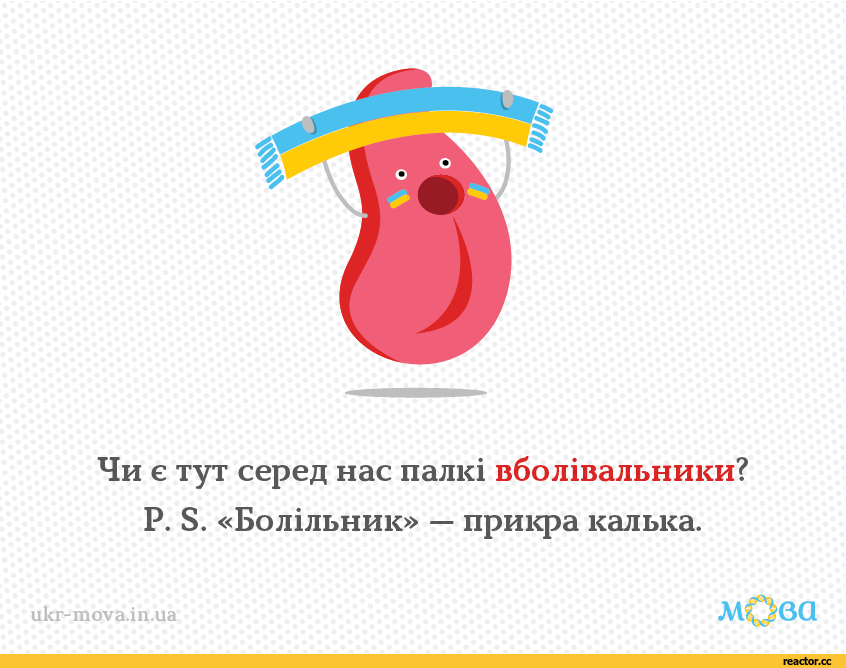 Чи є тут серед нас палкі вболівальники?
P. S. «Болільник» — прикра калька.
ukr-mova.in.ua
мова
reactor.cc